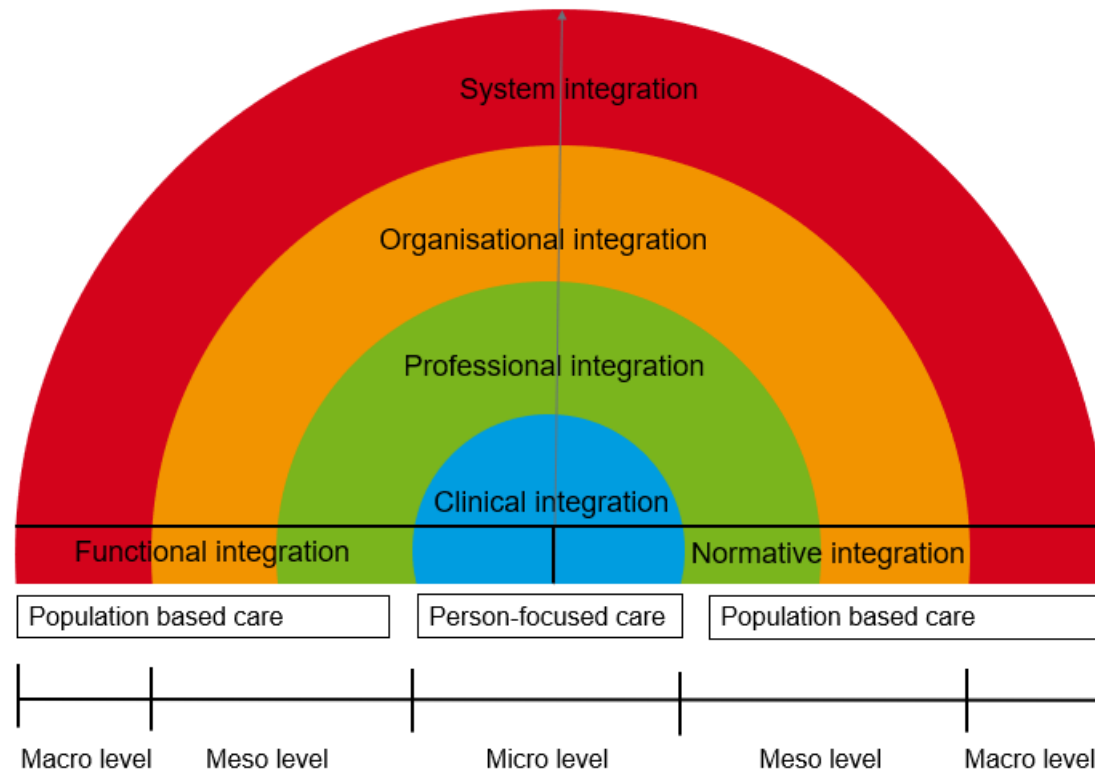 System integration
Organisational integration
Professional integration
Clinical integration
Functional integration
Normative integration
Population based care
Person-focused care
Population based care
Macro level
Meso level
Micro level
Meso level
Macro level